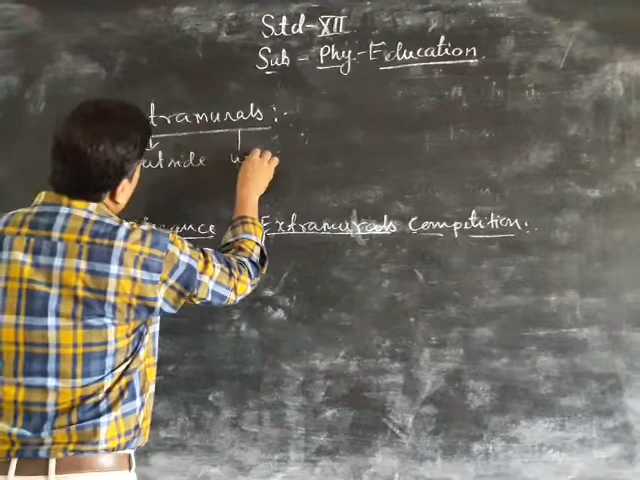 Std-XII
Sub - Phy-Education
tramurals :-
utside
Extramurals competition :-